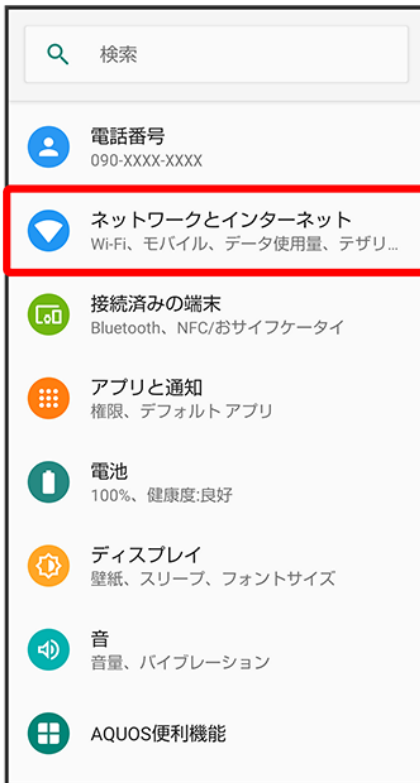 検索
電話番号
090-XXXX-XXXX
ネットワークとインターネット
Wi-Fi、モバイル、データ使用量、テザリ...
接続済みの端末
Bluetooth、NFC/おサイフケータイ
アプリと通知
権限、デフォルト アプリ
電池
100%、健康度:良好
ディスプレイ
壁紙、スリープ、フォントサイズ
音
音量、バイブレーション
AQUOS便利機能